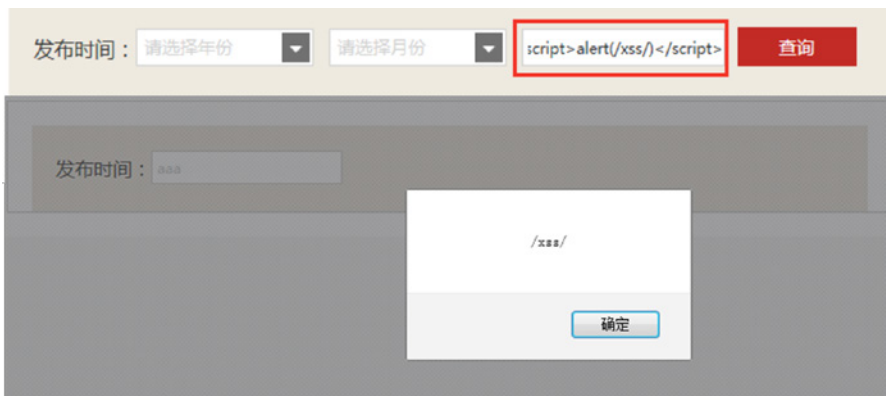 发布时间：请选择年份 请选择月份 script>alert(/xss/)</script> 查询
发布时间：aaa
/xss/
确定